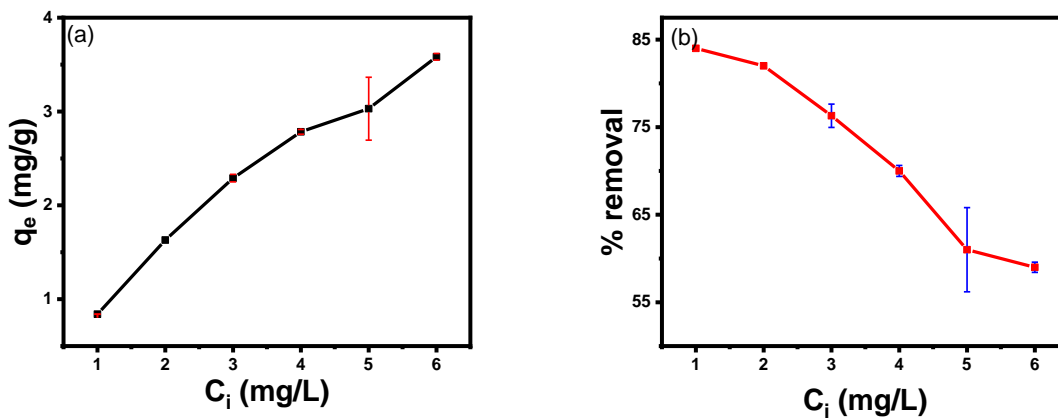 (a)
4
3
2
1
qₑ (mg/g)
1 2 3 4 5 6
Cᵢ (mg/L)
(b)
85
75
65
55
% removal
1 2 3 4 5 6
Cᵢ (mg/L)